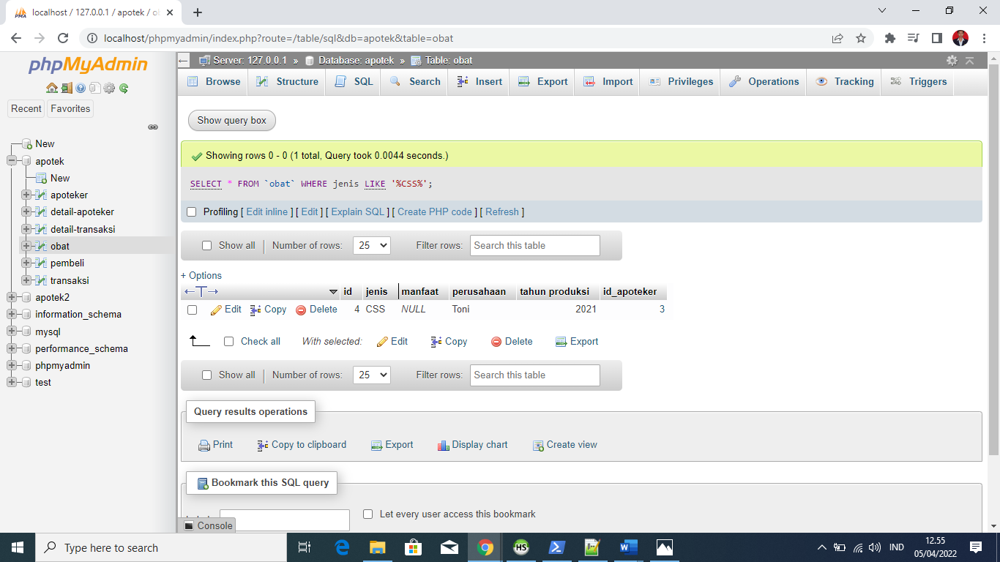 localhost / 127.0.0.1 / apotek / ob
localhost/phpmyadmin/index.php?route=/table/sql&db=apotek&table=obat
phpMyAdmin
Recent
Favorites
New
apotek
New
apoteker
detail-apoteker
detail-transaksi
obat
pembeli
transaksi
apotek2
information_schema
mysql
performance_schema
phpmyadmin
test
Server: 127.0.0.1 » Database: apotek » Table: obat
Browse Structure SQL Search Insert Export Import Privileges Operations Tracking Triggers
Show query box
Showing rows 0 - 0 (1 total, Query took 0.0044 seconds.)
SELECT * FROM `obat` WHERE jenis LIKE '%CSS%';
Profiling [ Edit inline ] [ Edit ] [ Explain SQL ] [ Create PHP code ] [ Refresh ]
Show all Number of rows: 25 Filter rows: Search this table
+ Options
id jenis manfaat perusahaan tahun produksi id_apoteker
Edit Copy Delete 4 CSS NULL Toni 2021 3
Check all With selected: Edit Copy Delete Export
Show all Number of rows: 25 Filter rows: Search this table
Query results operations
Print Copy to clipboard Export Display chart Create view
Bookmark this SQL query
Let every user access this bookmark
Console
Type here to search
HS
IND
12.55
05/04/2022